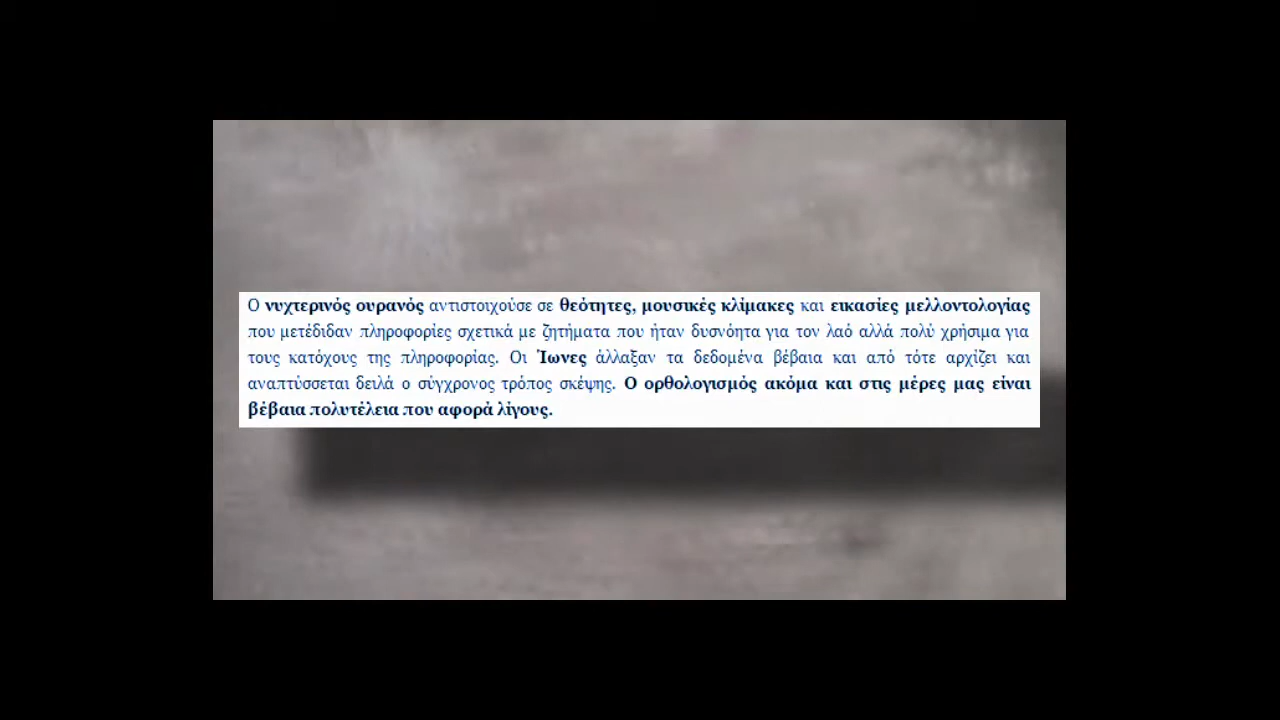 Ο νυχτερινός ουρανός αντιστοιχούσε σε θεότητες, μουσικές κλίμακες και εικασίες μελλοντολογίας
που μετέδιδαν πληροφορίες σχετικά με ζητήματα που ήταν δυσνόητα για τον λαό αλλά πολύ χρήσιμα για
τους κατόχους της πληροφορίας. Οι Ίωνες άλλαξαν τα δεδομένα βέβαια και από τότε αρχίζει και
αναπτύσσεται δειλά ο σύγχρονος τρόπος σκέψης. Ο ορθολογισμός ακόμα και στις μέρες μας είναι
βέβαια πολυτέλεια που αφορά λίγους.